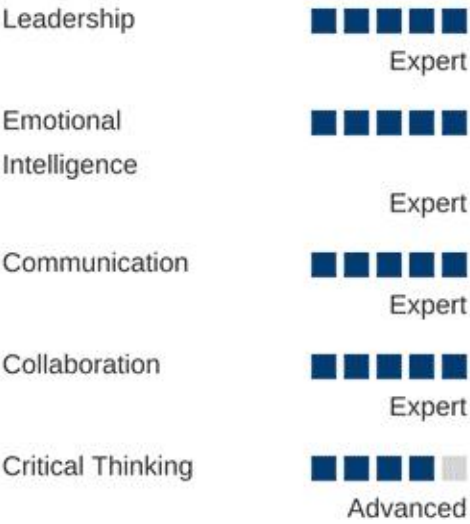 Leadership
Expert
Emotional
Intelligence
Expert
Communication
Expert
Collaboration
Expert
Critical Thinking
Advanced